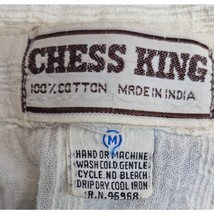 CHESS KING
100% COTTON MADE IN INDIA
M
HAND OR MACHINE
WASH COLD. GENTLE
CYCLE. NO BLEACH
DRIP DRY COOL IRON
R.N. 46968